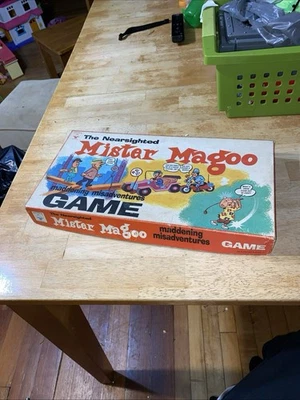 The Nearsighted
Mister Magoo
maddening misadventures
GAME
Mister Magoo
maddening
misadventures
GAME